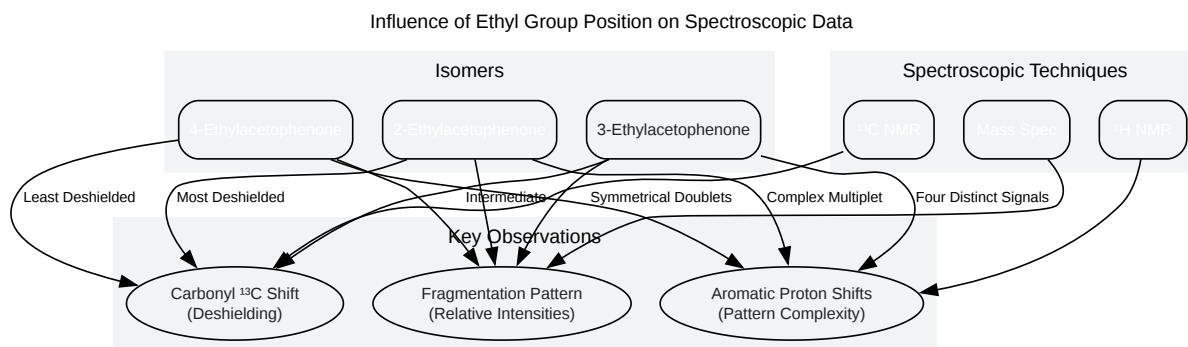 Influence of Ethyl Group Position on Spectroscopic Data
Isomers
Spectroscopic Techniques
4-Ethylacetophenone
2-Ethylacetophenone
3-Ethylacetophenone
¹³C NMR
Mass Spec
¹H NMR
Least Deshielded
Most Deshielded
Intermediate
Symmetrical Doublets
Complex Multiplet
Four Distinct Signals
Key Observations
Carbonyl ¹³C Shift
(Deshielding)
Fragmentation Pattern
(Relative Intensities)
Aromatic Proton Shifts
(Pattern Complexity)